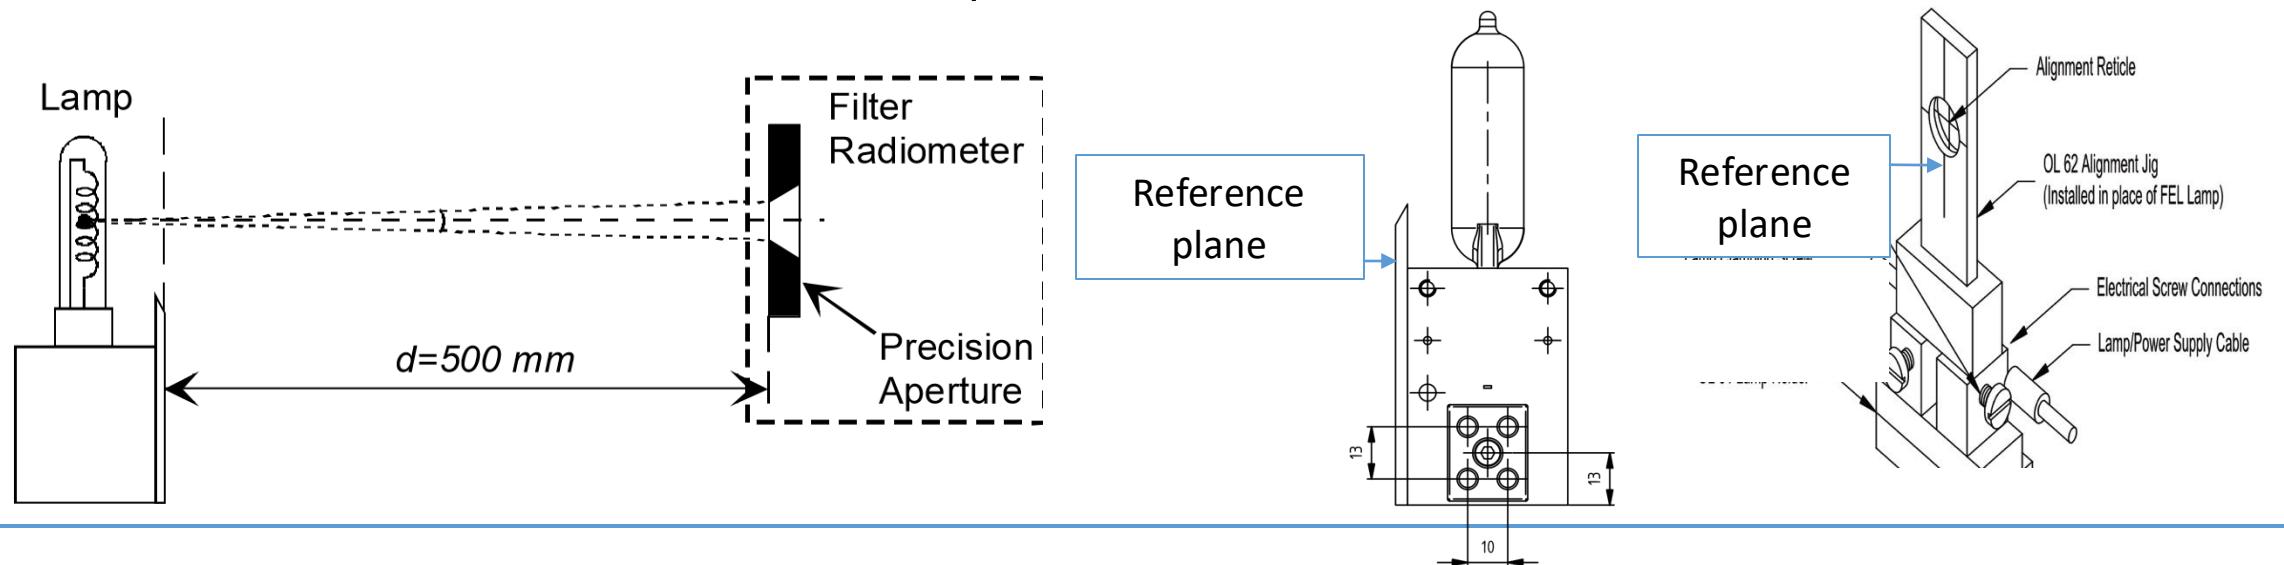 Lamp
Filter
Radiometer
d=500 mm
Precision
Aperture
Reference
plane
13
13
10
Reference
plane
Alignment Reticle
OL 62 Alignment Jig
(Installed in place of FEL Lamp)
Electrical Screw Connections
Lamp/Power Supply Cable